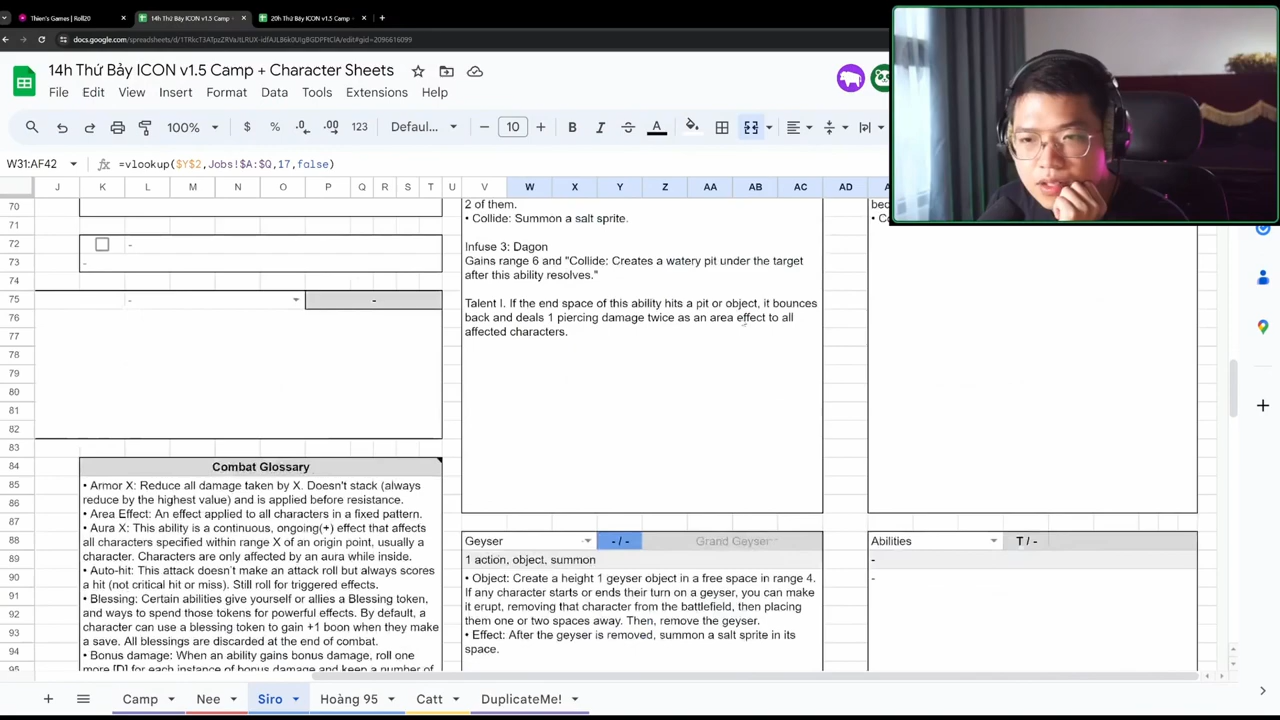 Thien's Games | Roll20
14h Thứ Bảy ICON v1.5 Camp
20h Thứ Bảy ICON v1.5 Camp
14h Thứ Bảy ICON v1.5 Camp + Character Sheets
File Edit View Insert Format Data Tools Extensions Help
100% $ % .0 .00 123 Defaul... 10 B I A
W31:AF42 fx =vlookup($Y$2,Jobs!$A:$Q,17,false)
J K L M N O P Q R S T U V W X Y Z AA AB AC AD
70
71
72 -
73 -
74
75 - -
76
77
78
79
80
81
82
83
84
85
86
87
88
89
90
91
92
93
94
95
2 of them.
• Collide: Summon a salt sprite.
Infuse 3: Dagon
Gains range 6 and "Collide: Creates a watery pit under the target
after this ability resolves."
Talent I. If the end space of this ability hits a pit or object, it bounces
back and deals 1 piercing damage twice as an area effect to all
affected characters.
Combat Glossary
• Armor X: Reduce all damage taken by X. Doesn't stack (always
reduce by the highest value) and is applied before resistance.
• Area Effect: An effect applied to all characters in a fixed pattern.
• Aura X: This ability is a continuous, ongoing(+) effect that affects
all characters specified within range X of an origin point, usually a
character. Characters are only affected by an aura while inside.
• Auto-hit: This attack doesn't make an attack roll but always scores
a hit (not critical hit or miss). Still roll for triggered effects.
• Blessing: Certain abilities give yourself or allies a Blessing token,
and ways to spend those tokens for powerful effects. By default, a
character can use a blessing token to gain +1 boon when they make
a save. All blessings are discarded at the end of combat.
• Bonus damage: When an ability gains bonus damage, roll one
more [D] for each instance of bonus damage and keep a number of
Geyser - / - Grand Geyser
1 action, object, summon
• Object: Create a height 1 geyser object in a free space in range 4.
If any character starts or ends their turn on a geyser, you can make
it erupt, removing that character from the battlefield, then placing
them one or two spaces away. Then, remove the geyser.
• Effect: After the geyser is removed, summon a salt sprite in its
space.
Abilities T / -
-
-
Camp Nee Siro Hoàng 95 Catt DuplicateMe!